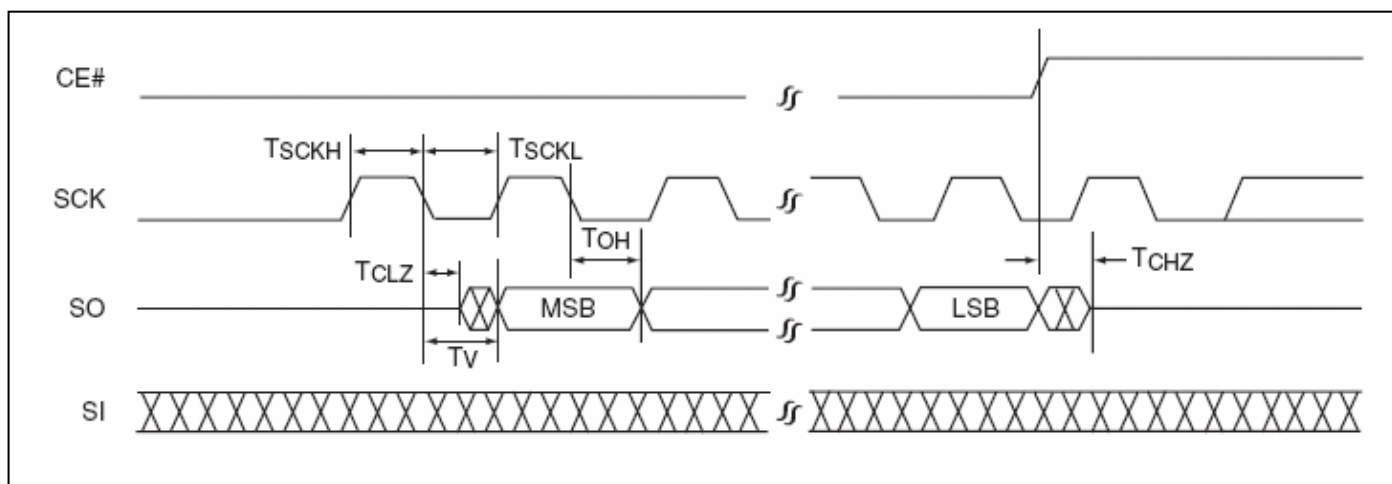 CE#
TSCKH
TSCKL
SCK
TOH
TCLZ
TCHZ
SO
MSB
LSB
TV
SI